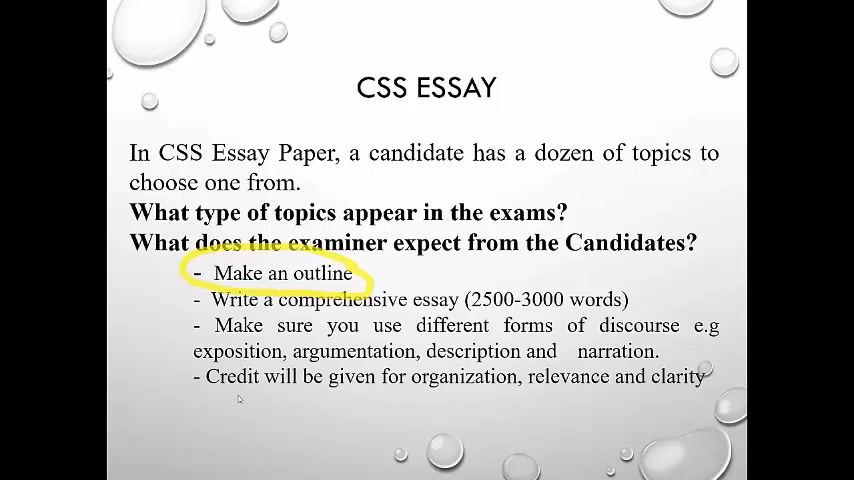 CSS ESSAY
In CSS Essay Paper, a candidate has a dozen of topics to
choose one from.
What type of topics appear in the exams?
What does the examiner expect from the Candidates?
- Make an outline
- Write a comprehensive essay (2500-3000 words)
- Make sure you use different forms of discourse e.g
exposition, argumentation, description and narration.
- Credit will be given for organization, relevance and clarity